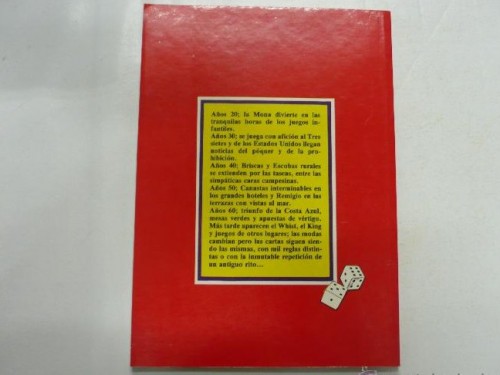 Años 20; la Mona divierte en las
tranquilas horas de los juegos in-
fantiles.
Años 30; se juega con afición al Tres
sietes y de los Estados Unidos llegan
noticias del póquer y de la pro-
hibición.
Años 40; Briscas y Escobas rurales
se extienden por las tascas, entre las
simpáticas caras campesinas.
Años 50; Canastas interminables en
los grandes hoteles y Remigio en las
terrazas con vistas al mar.
Años 60; triunfo de la Costa Azul,
mesas verdes y apuestas de vértigo.
Más tarde aparecen el Whist, el King
y juegos de otros lugares; las modas
cambian pero las cartas siguen sien-
do las mismas, con mil reglas distin-
tas o con la inmutable repetición de
un antiguo rito...